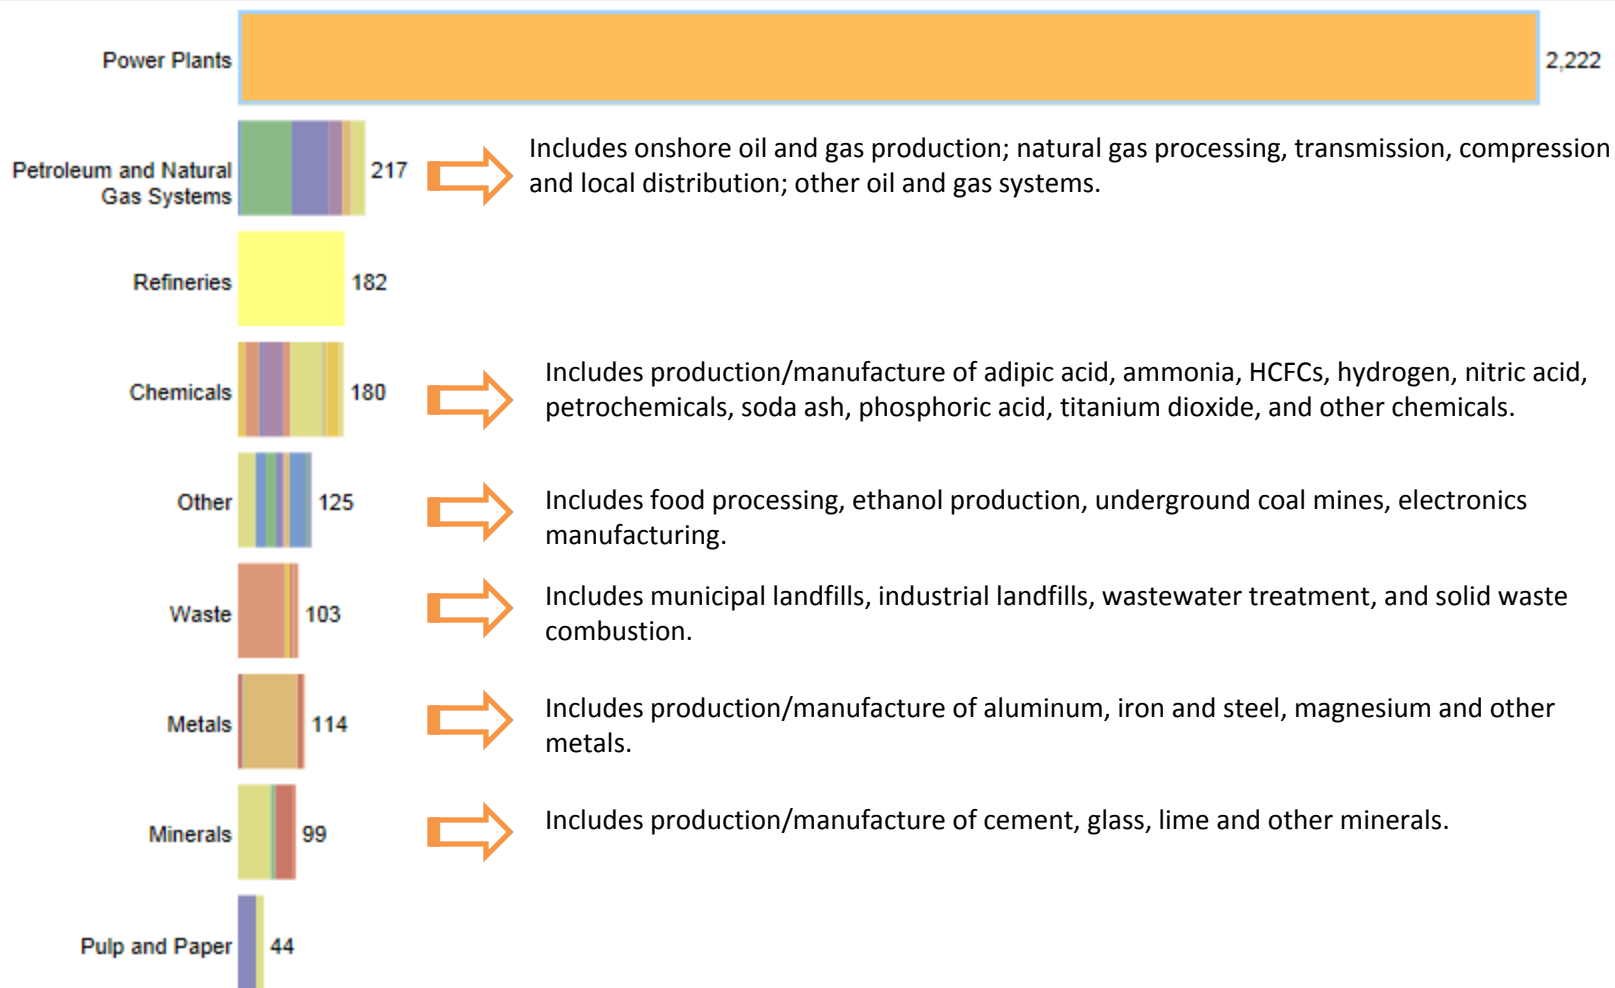 Power Plants
2,222
Petroleum and Natural
Gas Systems
217
Includes onshore oil and gas production; natural gas processing, transmission, compression
and local distribution; other oil and gas systems.
Refineries
182
Chemicals
180
Includes production/manufacture of adipic acid, ammonia, HCFCs, hydrogen, nitric acid,
petrochemicals, soda ash, phosphoric acid, titanium dioxide, and other chemicals.
Other
125
Includes food processing, ethanol production, underground coal mines, electronics
manufacturing.
Waste
103
Includes municipal landfills, industrial landfills, wastewater treatment, and solid waste
combustion.
Metals
114
Includes production/manufacture of aluminum, iron and steel, magnesium and other
metals.
Minerals
99
Includes production/manufacture of cement, glass, lime and other minerals.
Pulp and Paper
44